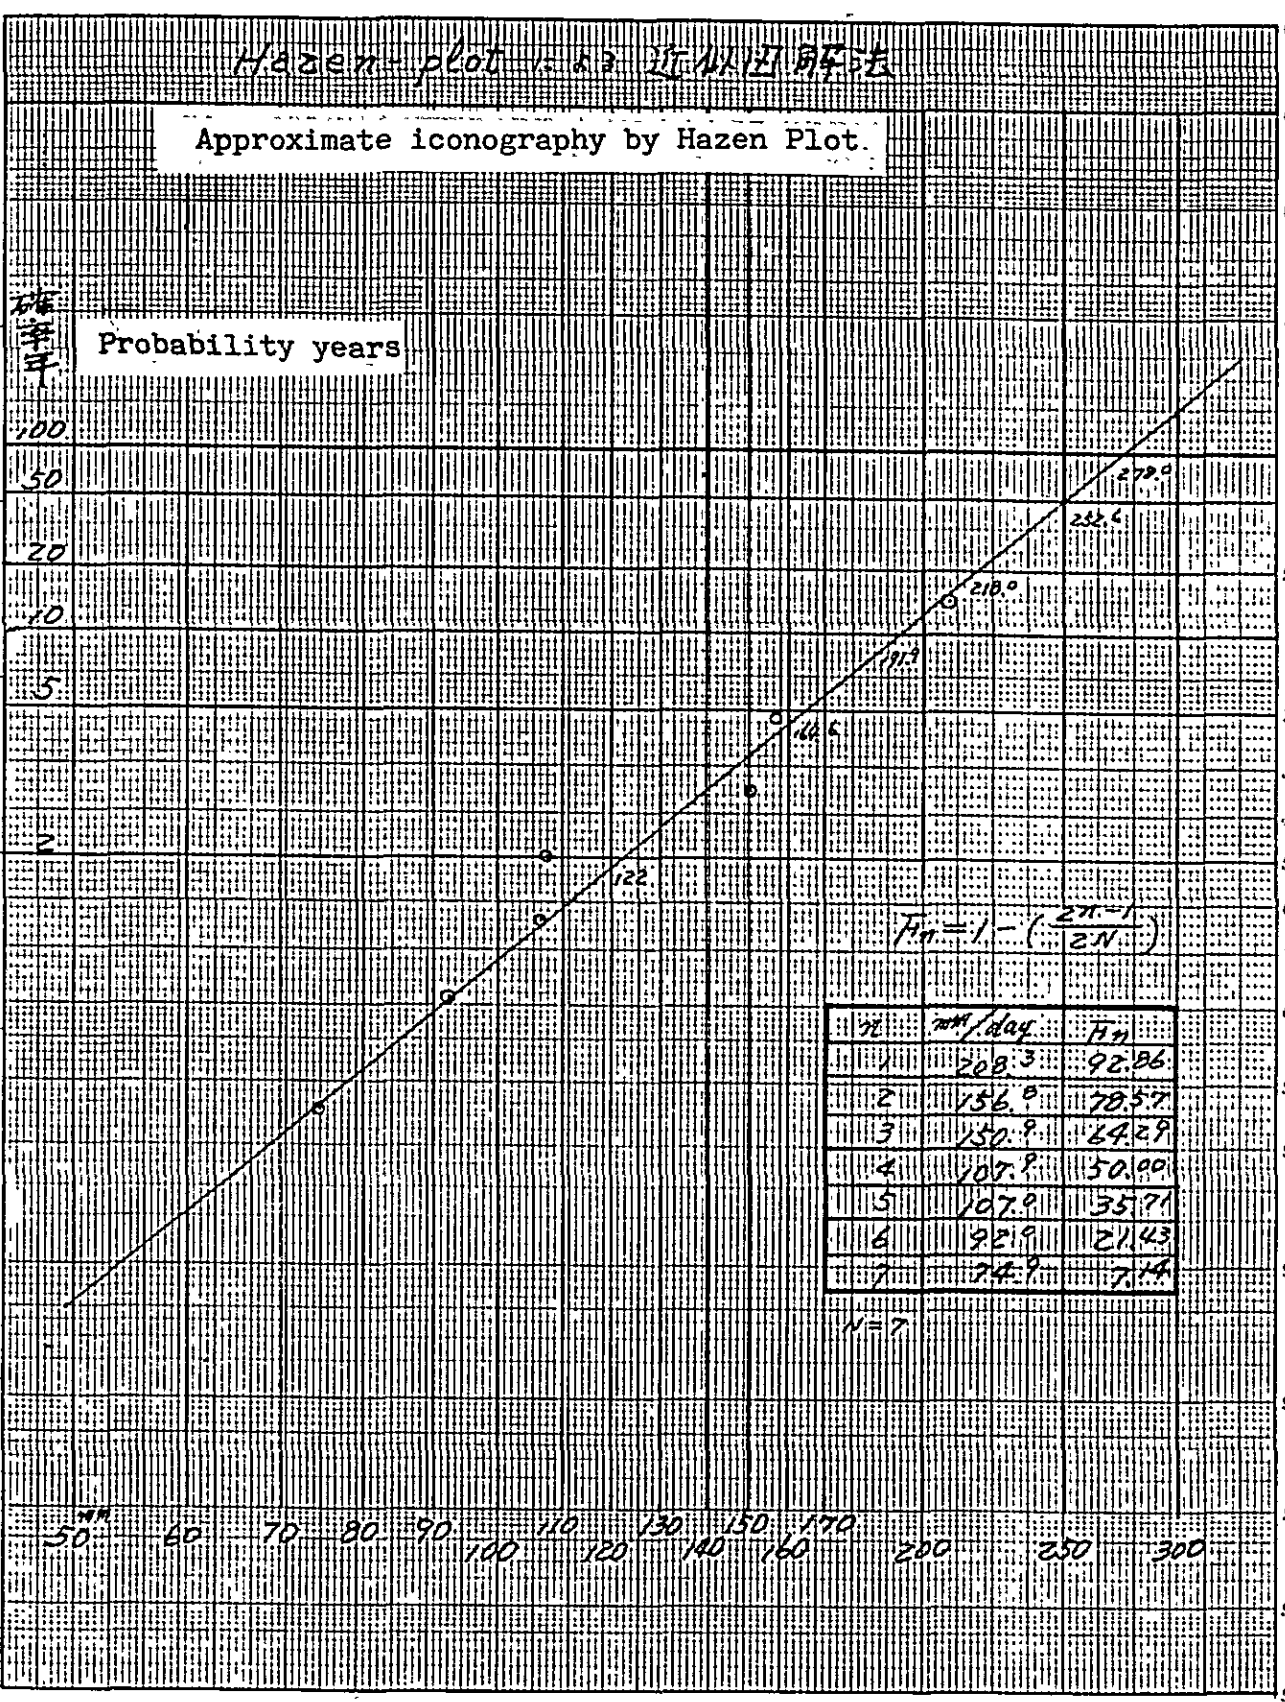 Hazen-plot による 近似図解法
Approximate iconography by Hazen Plot.
確率年
Probability years
100
50
20
10
5
2
278.0
252.6
218.0
191.9
160.6
122
Fn = 1 - ( 2n-1 / 2N )
n mm/day Fn
1 208.3 92.86
2 156.8 78.57
3 150.9 64.29
4 107.9 50.00
5 107.0 35.71
6 92.9 21.43
7 74.9 7.14
N=7
mm
50 60 70 80 90 100 110 120 130 140 150 160 170 200 250 300